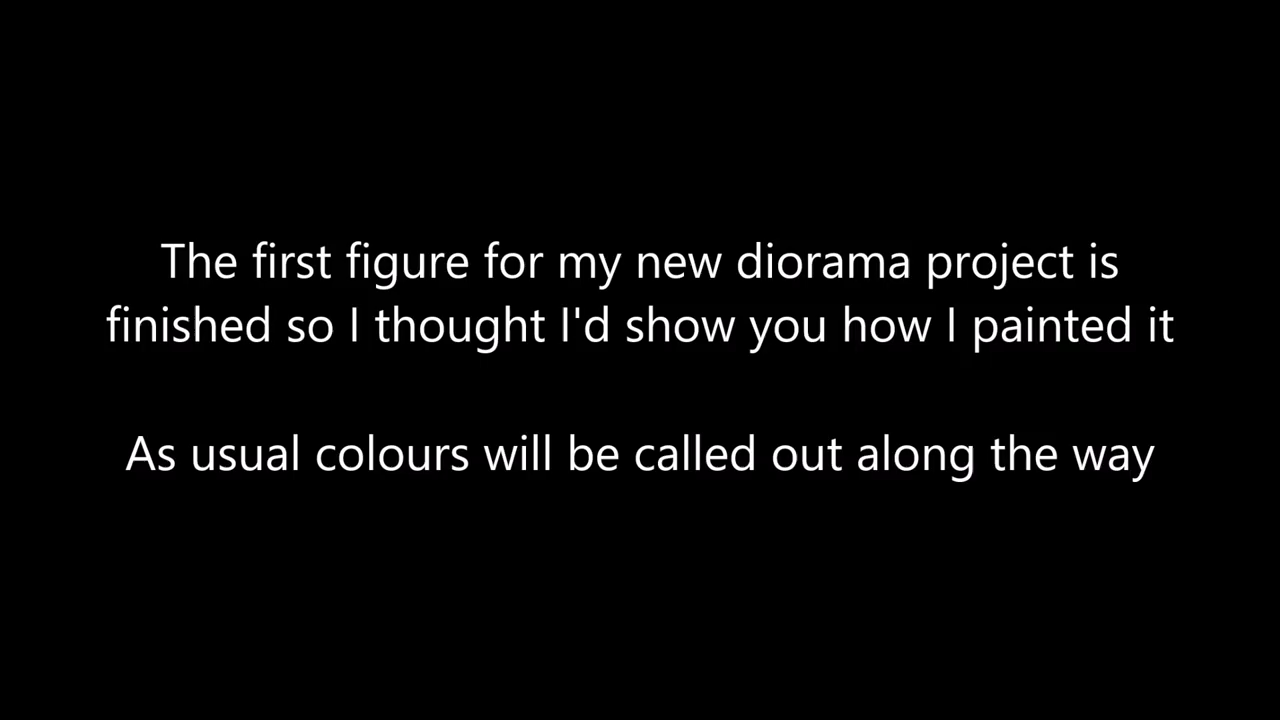 The first figure for my new diorama project is
finished so I thought I'd show you how I painted it
As usual colours will be called out along the way